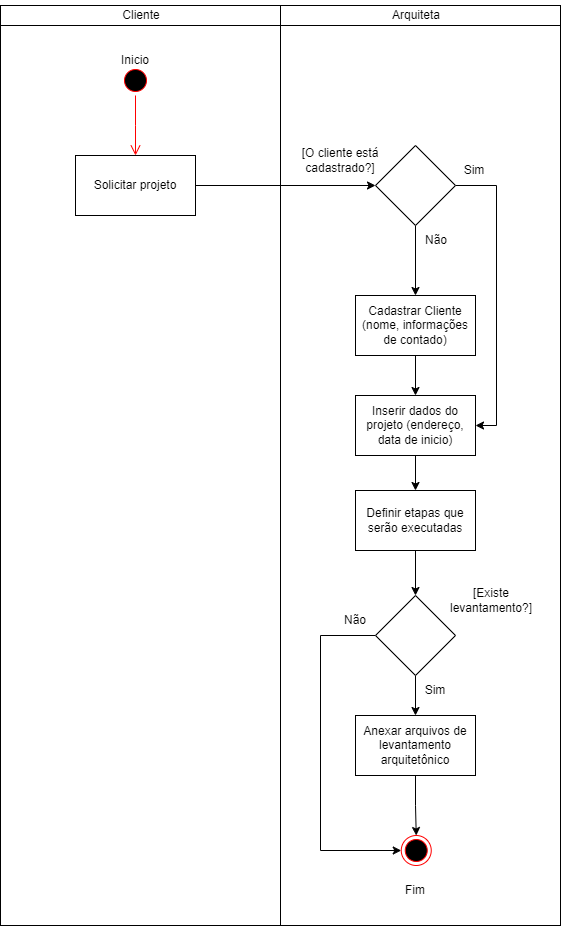 Cliente
Arquiteta
Inicio
Solicitar projeto
[O cliente está
cadastrado?]
Sim
Não
Cadastrar Cliente
(nome, informações
de contado)
Inserir dados do
projeto (endereço,
data de inicio)
Definir etapas que
serão executadas
[Existe
levantamento?]
Não
Sim
Anexar arquivos de
levantamento
arquitetônico
Fim